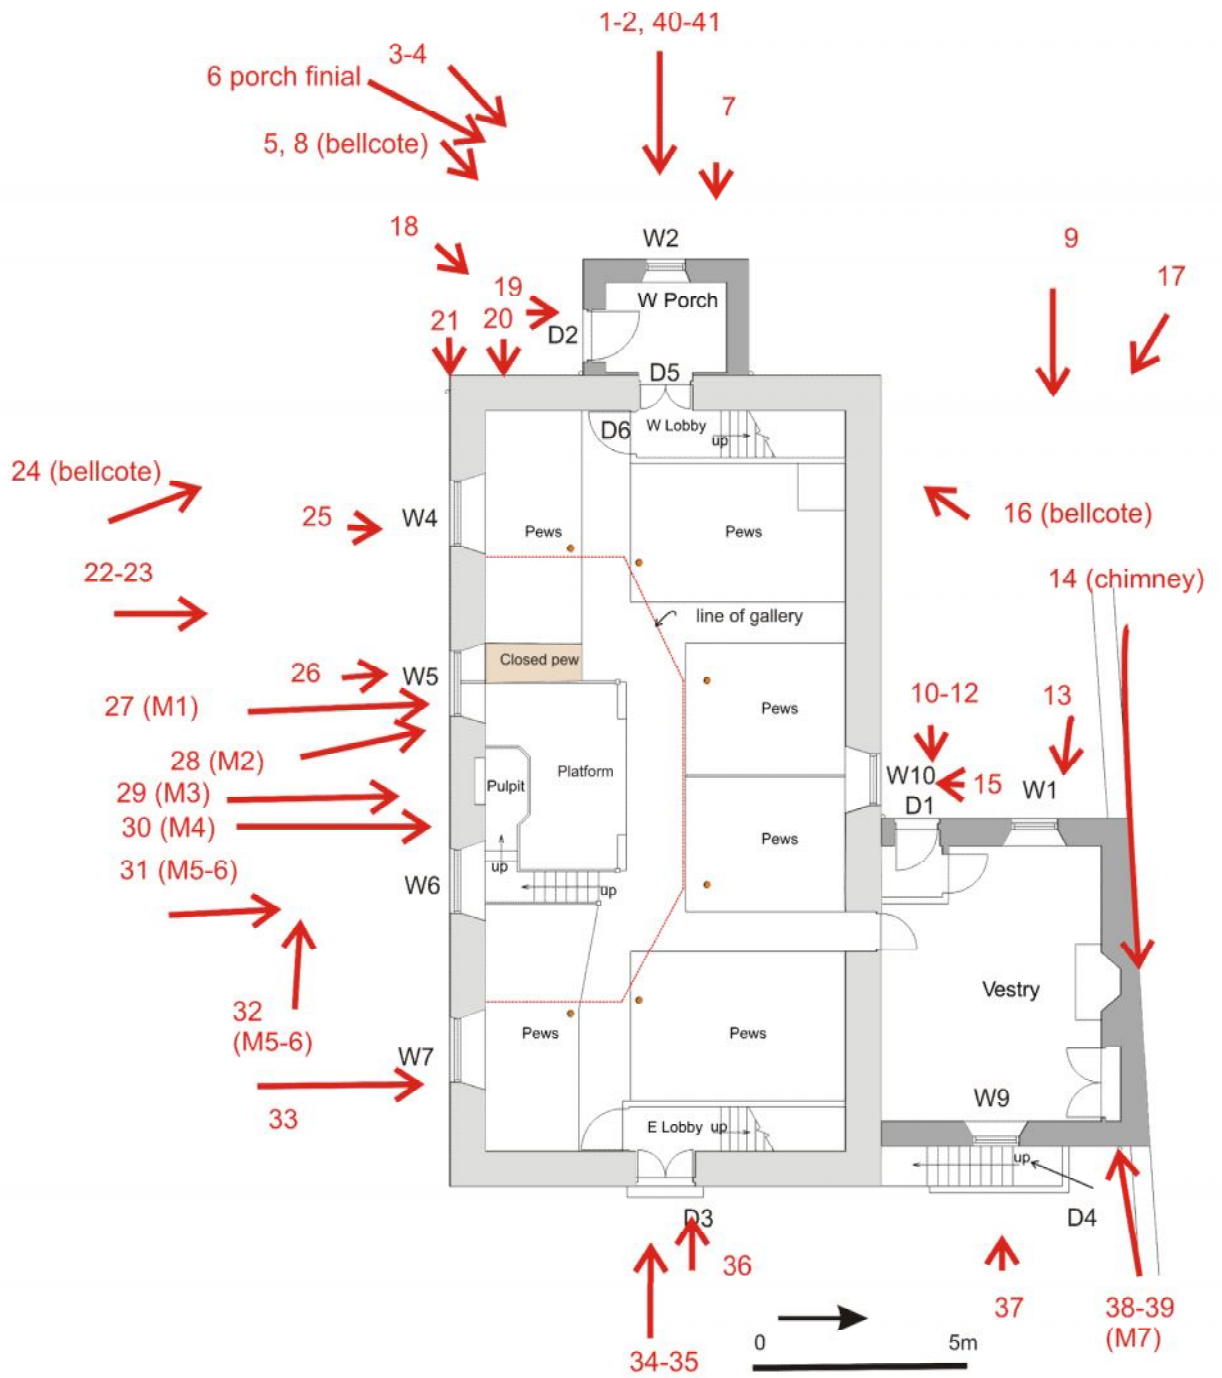 1-2, 40-41
3-4
6 porch finial
7
5, 8 (bellcote)
18
W2
9
17
19
W Porch
21
20
D2
D5
D6
W Lobby
up
24 (bellcote)
25
W4
Pews
Pews
16 (bellcote)
22-23
14 (chimney)
line of gallery
Closed pew
26
W5
27 (M1)
Pews
10-12
13
28 (M2)
Platform
W10
15
W1
29 (M3)
Pulpit
D1
30 (M4)
Pews
31 (M5-6)
up
W6
up
Vestry
32
(M5-6)
Pews
Pews
W7
W9
33
E Lobby
up
up
D3
D4
36
37
38-39
(M7)
0
5m
34-35